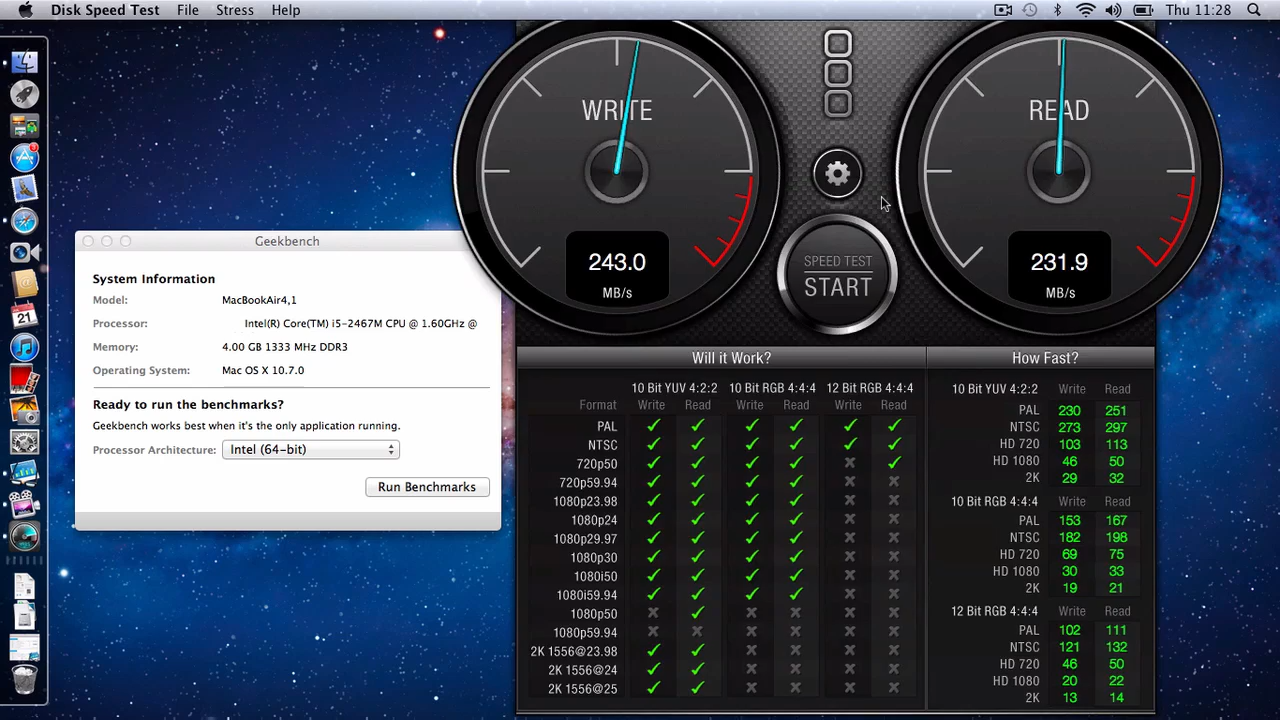 Disk Speed Test File Stress Help Thu 11:28
WRITE
243.0
MB/s
READ
231.9
MB/s
SPEED TEST
START
Geekbench
System Information
Model: MacBookAir4,1
Processor: Intel(R) Core(TM) i5-2467M CPU @ 1.60GHz @
Memory: 4.00 GB 1333 MHz DDR3
Operating System: Mac OS X 10.7.0
Ready to run the benchmarks?
Geekbench works best when it's the only application running.
Processor Architecture: Intel (64-bit)
Run Benchmarks
Will it Work?
10 Bit YUV 4:2:2 10 Bit RGB 4:4:4 12 Bit RGB 4:4:4
Format Write Read Write Read Write Read
PAL ✓ ✓ ✓ ✓ ✓ ✓
NTSC ✓ ✓ ✓ ✓ ✓ ✓
720p50 ✓ ✓ ✓ ✓ ✗ ✓
720p59.94 ✓ ✓ ✓ ✓ ✗ ✗
1080p23.98 ✓ ✓ ✓ ✓ ✗ ✗
1080p24 ✓ ✓ ✓ ✓ ✗ ✗
1080p29.97 ✓ ✓ ✓ ✓ ✗ ✗
1080p30 ✓ ✓ ✓ ✓ ✗ ✗
1080i50 ✓ ✓ ✓ ✓ ✗ ✗
1080i59.94 ✓ ✓ ✓ ✓ ✗ ✗
1080p50 ✗ ✓ ✗ ✗ ✗ ✗
1080p59.94 ✗ ✗ ✗ ✗ ✗ ✗
2K 1556@23.98 ✓ ✓ ✗ ✗ ✗ ✗
2K 1556@24 ✓ ✓ ✗ ✗ ✗ ✗
2K 1556@25 ✓ ✓ ✗ ✗ ✗ ✗
How Fast?
10 Bit YUV 4:2:2 Write Read
PAL 230 251
NTSC 273 297
HD 720 103 113
HD 1080 46 50
2K 29 32
10 Bit RGB 4:4:4 Write Read
PAL 153 167
NTSC 182 198
HD 720 69 75
HD 1080 30 33
2K 19 21
12 Bit RGB 4:4:4 Write Read
PAL 102 111
NTSC 121 132
HD 720 46 50
HD 1080 20 22
2K 13 14
21